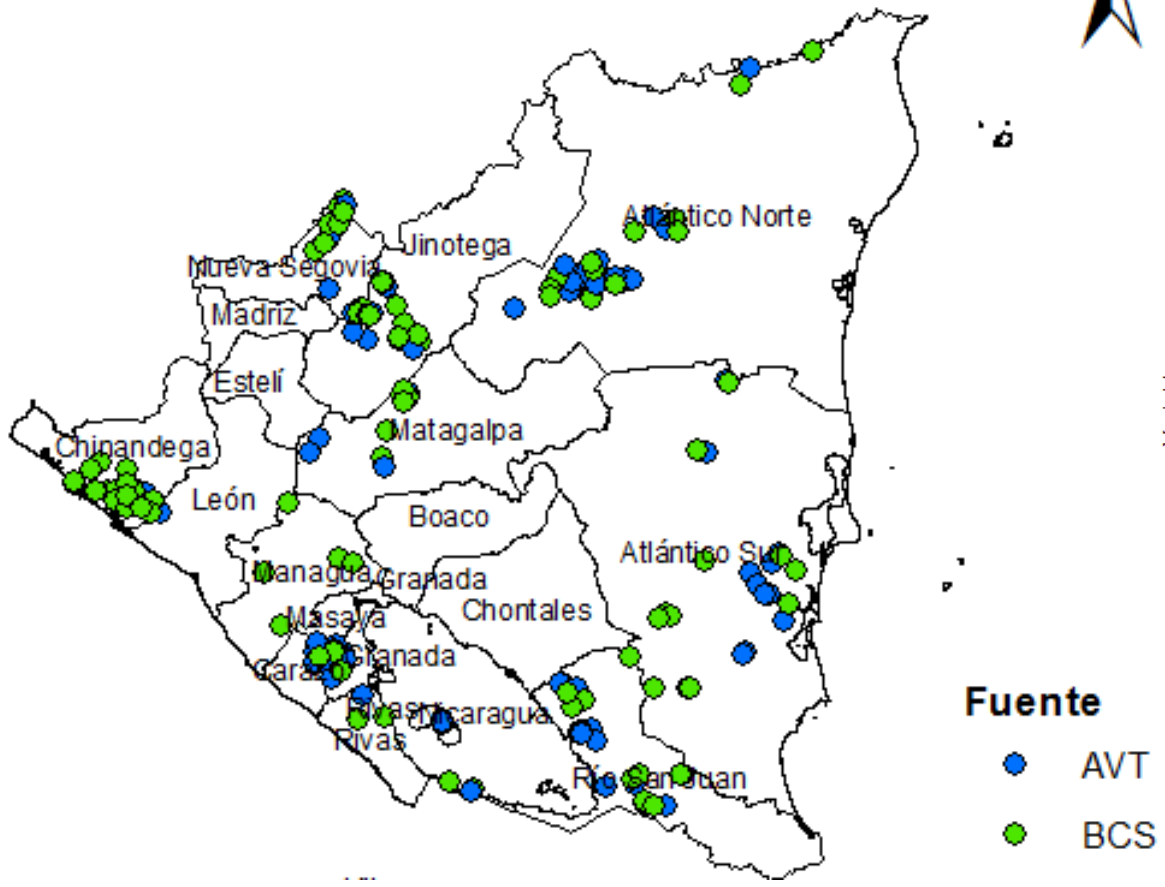 Atlántico Norte
Jinotega
Nueva Segovia
Madriz
Estelí
Matagalpa
Chinandega
León
Boaco
Atlántico Sur
Managua
Granada
Chontales
Masaya
Granada
Carazo
Rivas
Nicaragua
Rivas
Fuente
Río San Juan
AVT
BCS